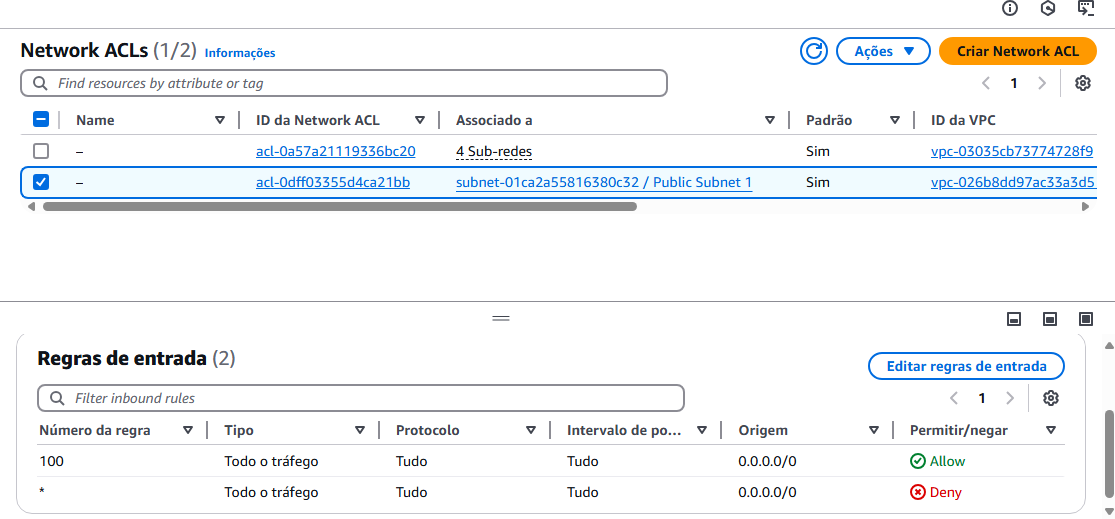 Network ACLs (1/2) Informações
Ações
Criar Network ACL
Find resources by attribute or tag
1
Name ID da Network ACL Associado a Padrão ID da VPC
– acl-0a57a21119336bc20 4 Sub-redes Sim vpc-03035cb73774728f9
– acl-0dff03355d4ca21bb subnet-01ca2a55816380c32 / Public Subnet 1 Sim vpc-026b8dd97ac33a3d5
Regras de entrada (2)
Editar regras de entrada
Filter inbound rules
1
Número da regra Tipo Protocolo Intervalo de po... Origem Permitir/negar
100 Todo o tráfego Tudo Tudo 0.0.0.0/0 Allow
* Todo o tráfego Tudo Tudo 0.0.0.0/0 Deny